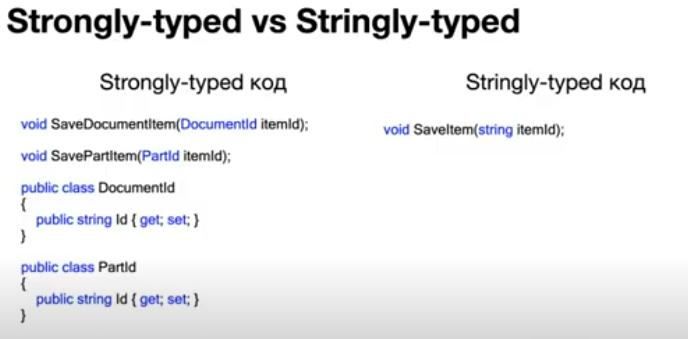 Strongly-typed vs Stringly-typed
Strongly-typed код
void SaveDocumentItem(DocumentId itemId);
void SavePartItem(PartId itemId);
public class DocumentId
{
public string Id { get; set; }
}
public class PartId
{
public string Id { get; set; }
}
Stringly-typed код
void SaveItem(string itemId);